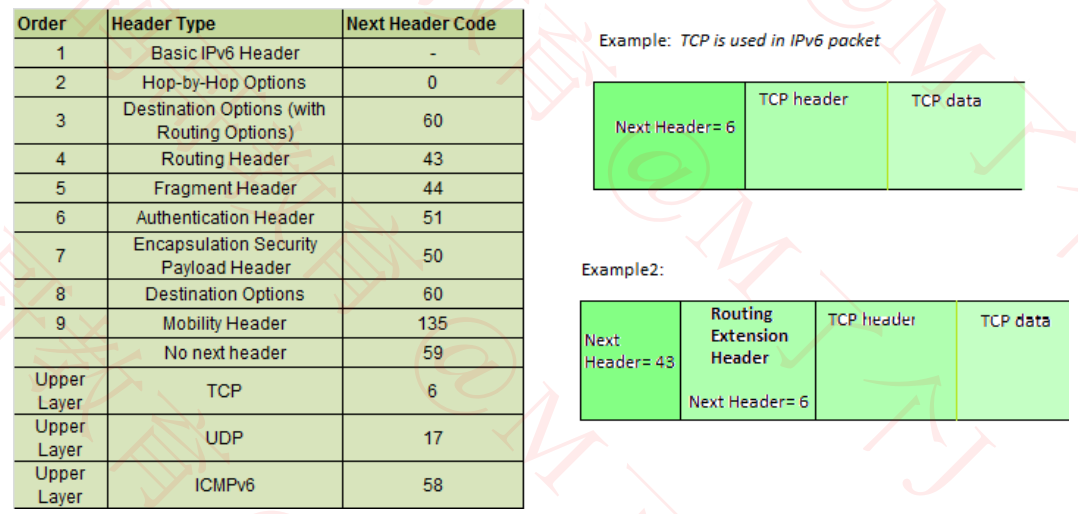 Order Header Type Next Header Code
1 Basic IPv6 Header -
2 Hop-by-Hop Options 0
3 Destination Options (with
Routing Options) 60
4 Routing Header 43
5 Fragment Header 44
6 Authentication Header 51
7 Encapsulation Security
Payload Header 50
8 Destination Options 60
9 Mobility Header 135
No next header 59
Upper
Layer TCP 6
Upper
Layer UDP 17
Upper
Layer ICMPv6 58
Example: TCP is used in IPv6 packet
Next Header= 6
TCP header
TCP data
Example2:
Next
Header= 43
Routing
Extension
Header
Next Header= 6
TCP header
TCP data